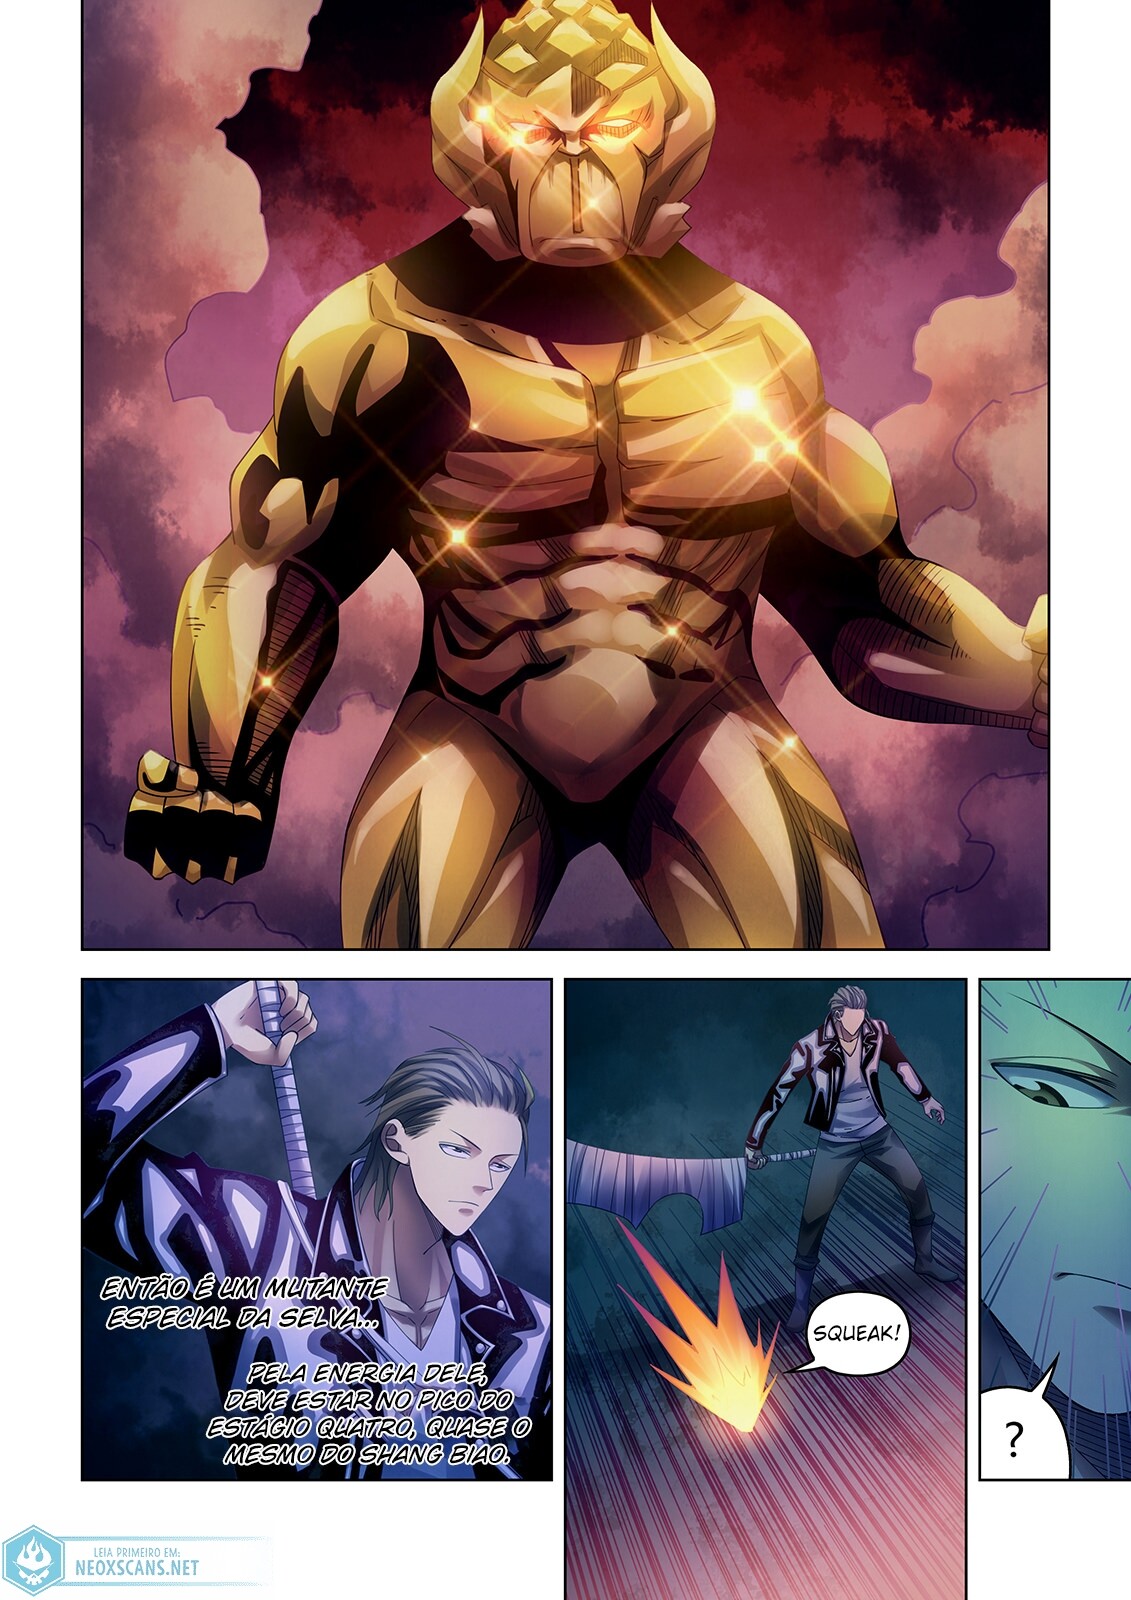 ENTÃO É UM MUTANTE
ESPECIAL DA SELVA...
PELA ENERGIA DELE,
DEVE ESTAR NO PICO DO
ESTÁGIO QUATRO, QUASE O
MESMO DO SHANG BIAO.
SQUEAK!
?
LEIA PRIMEIRO EM:
NEOXSCANS.NET